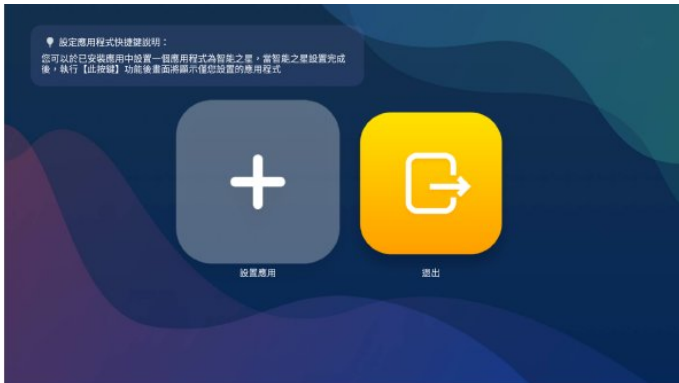 設定應用程式快捷鍵說明：
您可以於已安裝應用中設置一個應用程式為智能之星，當智能之星設置完成
後，執行【此按鍵】功能後畫面將顯示僅您設置的應用程式
設置應用
退出